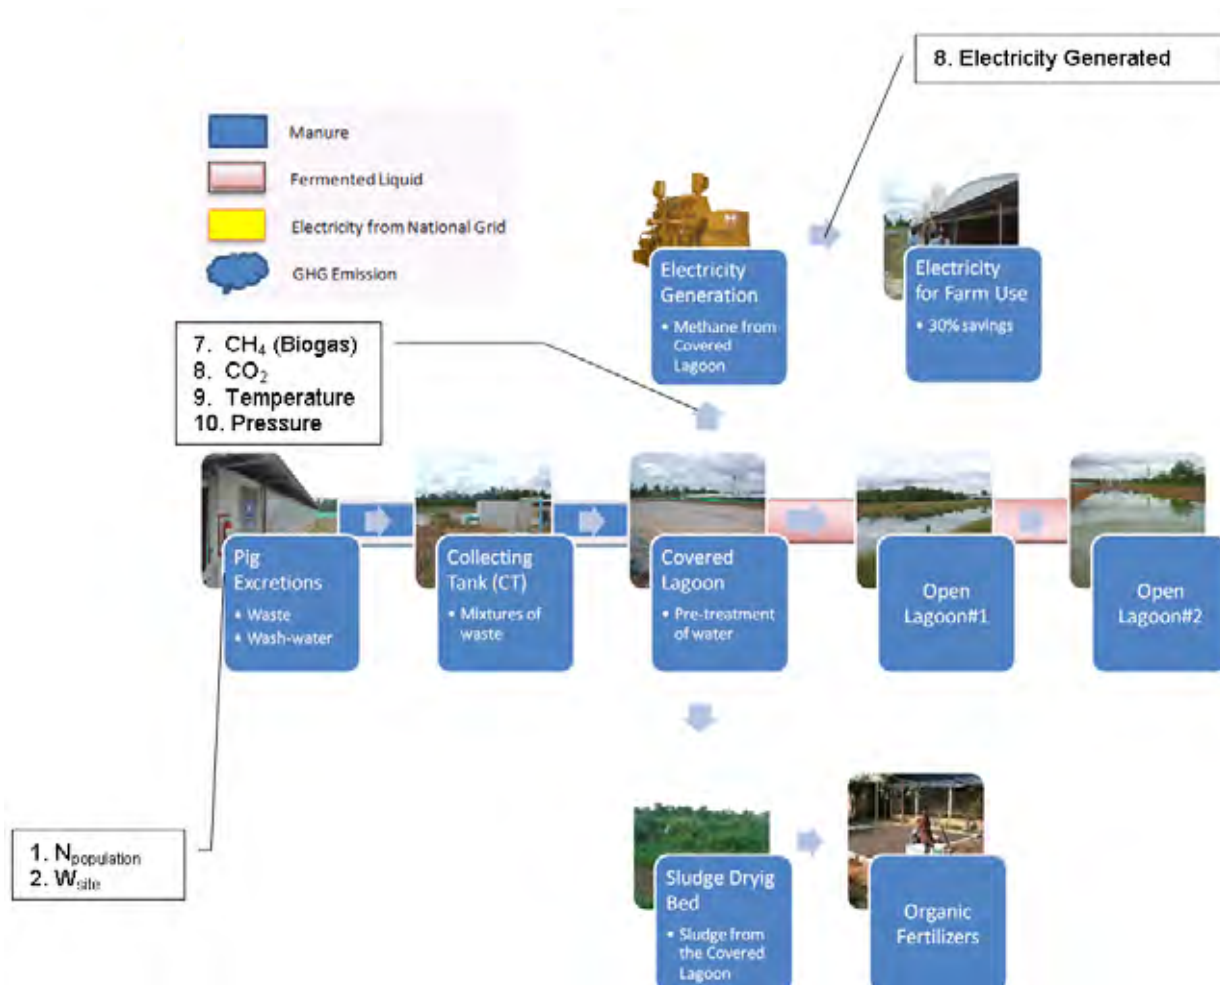 8. Electricity Generated
Manure
Fermented Liquid
Electricity from National Grid
GHG Emission
Electricity
Generation
• Methane from
Covered
Lagoon
Electricity
for Farm Use
• 30% savings
7. CH₄ (Biogas)
8. CO₂
9. Temperature
10. Pressure
Pig
Excretions
• Waste
• Wash-water
Collecting
Tank (CT)
• Mixtures of
waste
Covered
Lagoon
• Pre-treatment
of water
Open
Lagoon#1
Open
Lagoon#2
1. Npopulation
2. Wsite
Sludge Dryig
Bed
• Sludge from
the Covered
Lagoon
Organic
Fertilizers